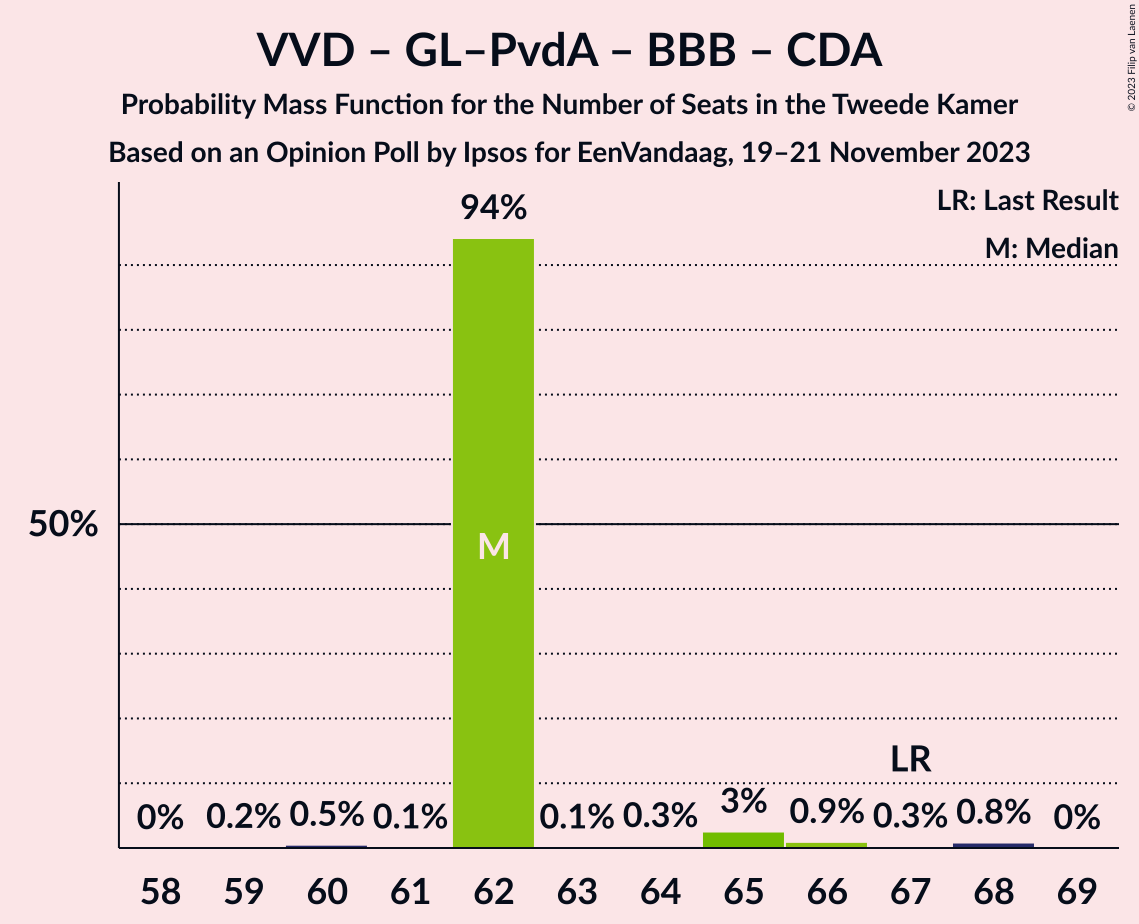 VVD – GL–PvdA – BBB – CDA
Probability Mass Function for the Number of Seats in the Tweede Kamer
Based on an Opinion Poll by Ipsos for EenVandaag, 19–21 November 2023
© 2023 Filip van Laenen
LR: Last Result
M: Median
94%
50%
M
LR
0% 0.2% 0.5% 0.1% 0.1% 0.3% 3% 0.9% 0.3% 0.8% 0%
58 59 60 61 62 63 64 65 66 67 68 69